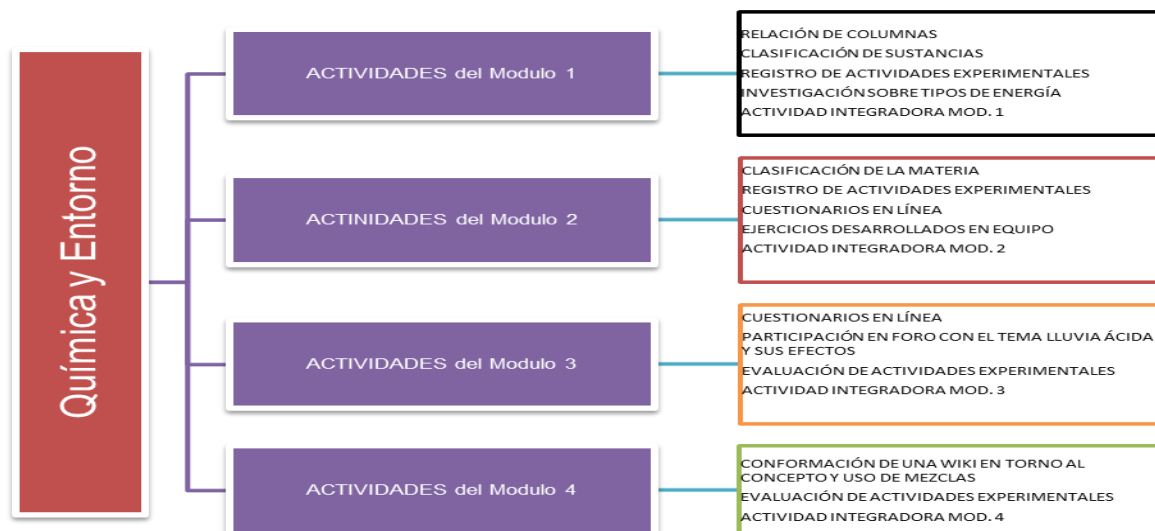 Química y Entorno
ACTIVIDADES del Modulo 1
RELACIÓN DE COLUMNAS
CLASIFICACIÓN DE SUSTANCIAS
REGISTRO DE ACTIVIDADES EXPERIMENTALES
INVESTIGACIÓN SOBRE TIPOS DE ENERGÍA
ACTIVIDAD INTEGRADORA MOD. 1
ACTINIDADES del Modulo 2
CLASIFICACIÓN DE LA MATERIA
REGISTRO DE ACTIVIDADES EXPERIMENTALES
CUESTIONARIOS EN LÍNEA
EJERCICIOS DESARROLLADOS EN EQUIPO
ACTIVIDAD INTEGRADORA MOD. 2
ACTIVIDADES del Modulo 3
CUESTIONARIOS EN LÍNEA
PARTICIPACIÓN EN FORO CON EL TEMA LLUVIA ÁCIDA
Y SUS EFECTOS
EVALUACIÓN DE ACTIVIDADES EXPERIMENTALES
ACTIVIDAD INTEGRADORA MOD. 3
ACTIVIDADES del Modulo 4
CONFORMACIÓN DE UNA WIKI EN TORNO AL
CONCEPTO Y USO DE MEZCLAS
EVALUACIÓN DE ACTIVIDADES EXPERIMENTALES
ACTIVIDAD INTEGRADORA MOD. 4